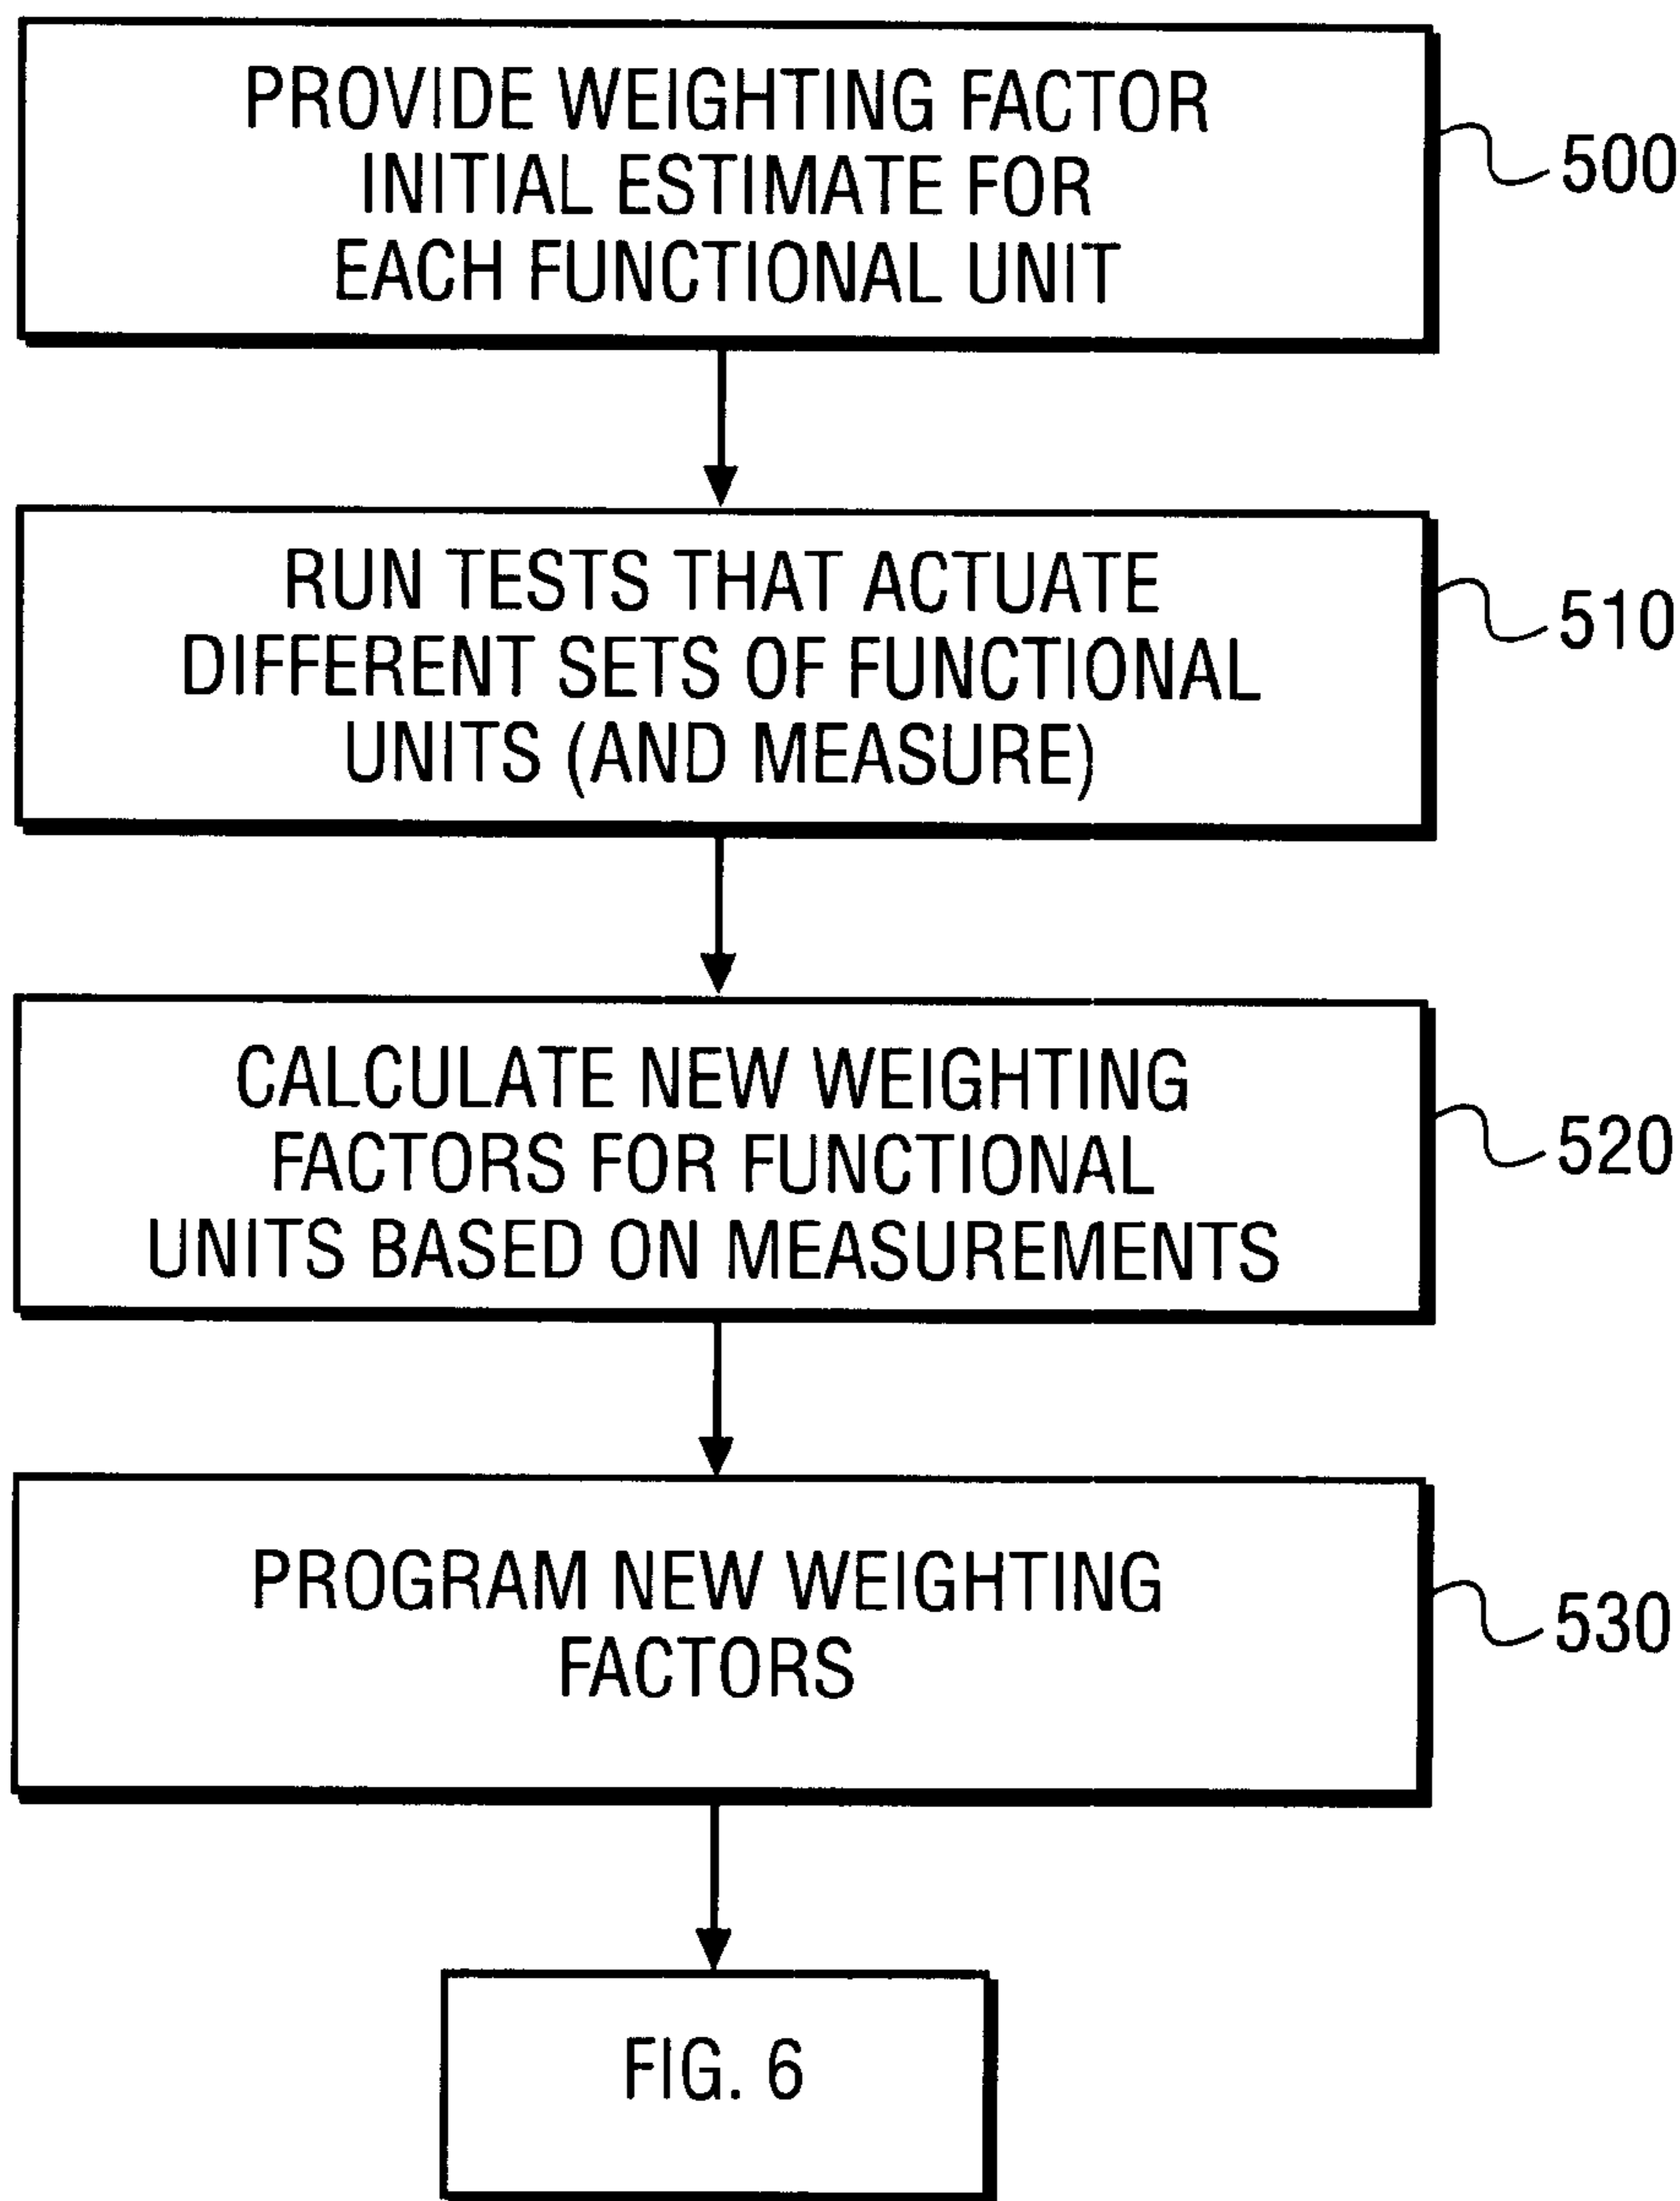 PROVIDE WEIGHTING FACTOR
INITIAL ESTIMATE FOR
EACH FUNCTIONAL UNIT
500
RUN TESTS THAT ACTUATE
DIFFERENT SETS OF FUNCTIONAL
UNITS (AND MEASURE)
510
CALCULATE NEW WEIGHTING
FACTORS FOR FUNCTIONAL
UNITS BASED ON MEASUREMENTS
520
PROGRAM NEW WEIGHTING
FACTORS
530
FIG. 6